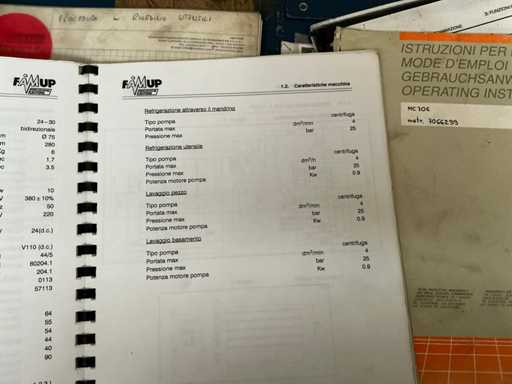 PROCEDURA
UTENSILI
3: FUNZIONI
ISTRUZIONI PER
MODE D'EMPLOI
GEBRAUCHSANW
OPERATING INST
MC 70E
matr. 7066299
FAMUP
24-30
bidirezionale
Ø 75
280
6
1,7
3.5
10
380 ± 10%
50
220
24(d.c.)
V110 (d.c.)
44/5
80204.1
204.1
0113
57113
64
55
54
44
40
90
FAMUP
1.2. Caratteristiche macchina
Refrigerazione attraverso il mandrino
Tipo pompa centrifuga
Portata max dm³/min 4
Pressione max bar 25
Refrigerazione utensile
Tipo pompa centrifuga
Portata max dm³/h 4
Pressione max bar 25
Potenza motore pompa Kw 0.9
Lavaggio pezzo
Tipo pompa centrifuga
Portata max dm³/min 4
Pressione max bar 25
Potenza motore pompa Kw 0.9
Lavaggio basamento
Tipo pompa centrifuga
Portata max dm³/min 4
Pressione max bar 25
Potenza motore pompa Kw 0.9